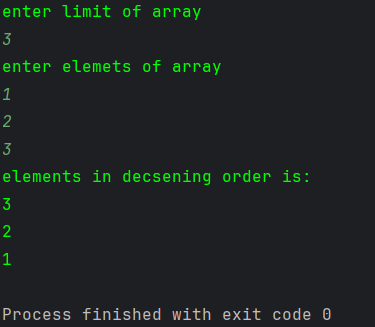 enter limit of array
3
enter elemets of array
1
2
3
elements in decsening order is:
3
2
1
Process finished with exit code 0